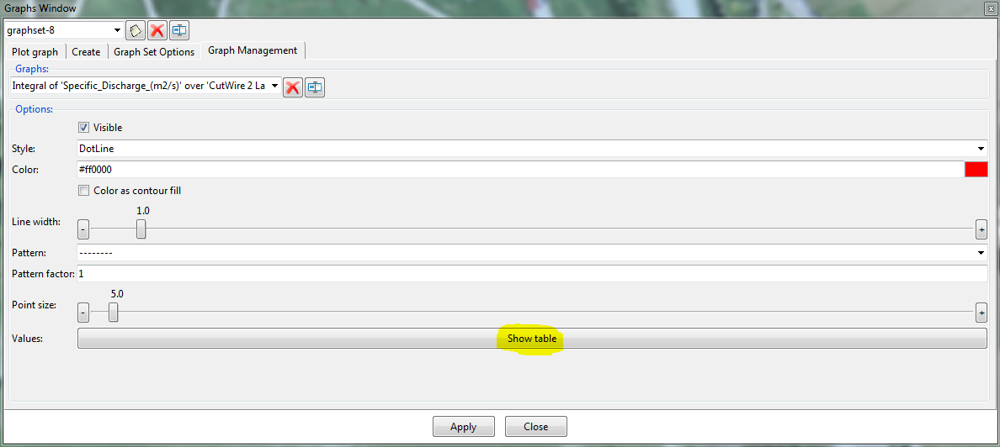 Graphs Window
graphset-8
Plot graph Create Graph Set Options Graph Management
Graphs:
Integral of 'Specific_Discharge_(m2/s)' over 'CutWire 2 La
Options:
Visible
Style: DotLine
Color: #ff0000
Color as contour fill
1.0
Line width: - +
Pattern: --------
Pattern factor: 1
5.0
Point size: - +
Values: Show table
Apply Close